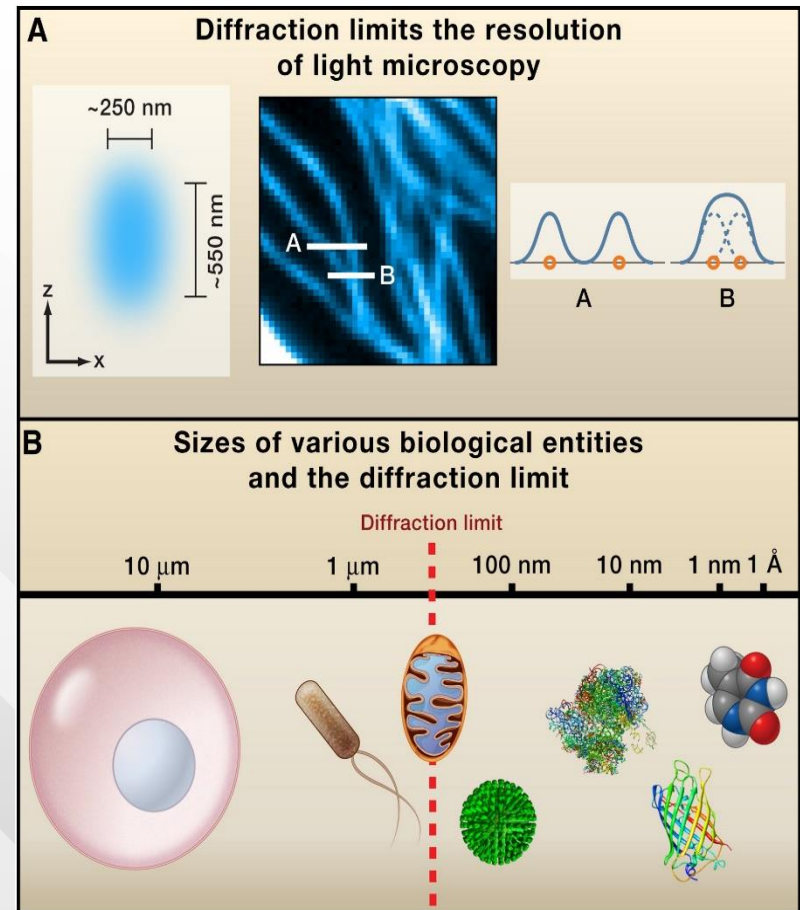 A
Diffraction limits the resolution
of light microscopy
~250 nm
~550 nm
z
x
A
B
A
B
B
Sizes of various biological entities
and the diffraction limit
Diffraction limit
10 μm
1 μm
100 nm
10 nm
1 nm
1 Å